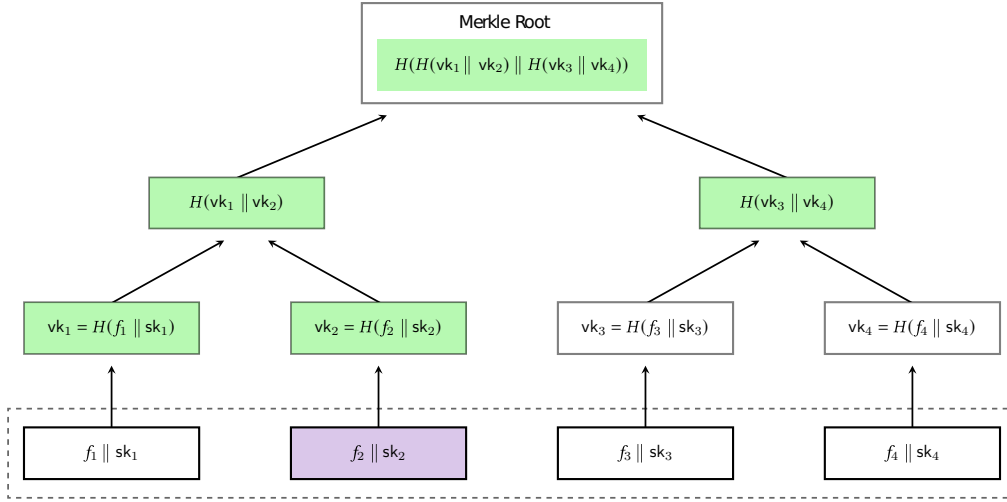 Merkle Root
H(H(vk₁ ∥ vk₂) ∥ H(vk₃ ∥ vk₄))
H(vk₁ ∥ vk₂)
H(vk₃ ∥ vk₄)
vk₁ = H(f₁ ∥ sk₁)
vk₂ = H(f₂ ∥ sk₂)
vk₃ = H(f₃ ∥ sk₃)
vk₄ = H(f₄ ∥ sk₄)
f₁ ∥ sk₁
f₂ ∥ sk₂
f₃ ∥ sk₃
f₄ ∥ sk₄